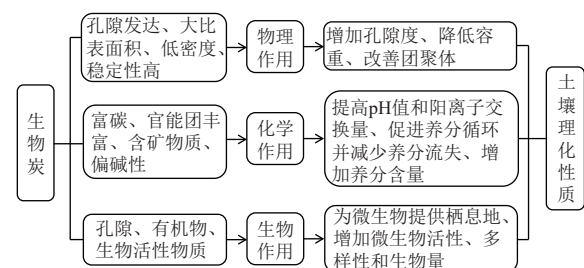 生物炭
孔隙发达、大比
表面积、低密度、
稳定性高
物理
作用
增加孔隙度、降低容
重、改善团聚体
富碳、官能团丰
富、含矿物质、
偏碱性
化学
作用
提高pH值和阳离子交
换量、促进养分循环
并减少养分流失、增
加养分含量
孔隙、有机物、
生物活性物质
生物
作用
为微生物提供栖息地、
增加微生物活性、多
样性和生物量
土壤理化性质